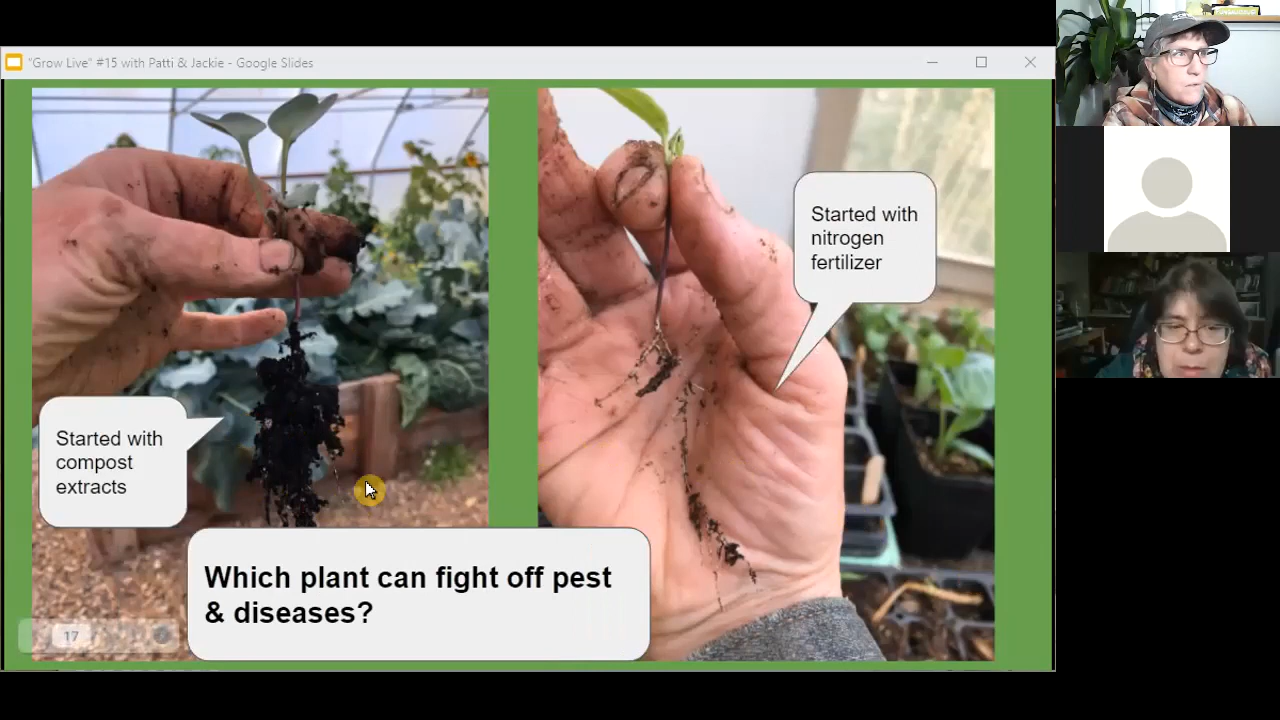 "Grow Live" #15 with Patti & Jackie - Google Slides
Started with
nitrogen
fertilizer
Started with
compost
extracts
Which plant can fight off pest
& diseases?
17